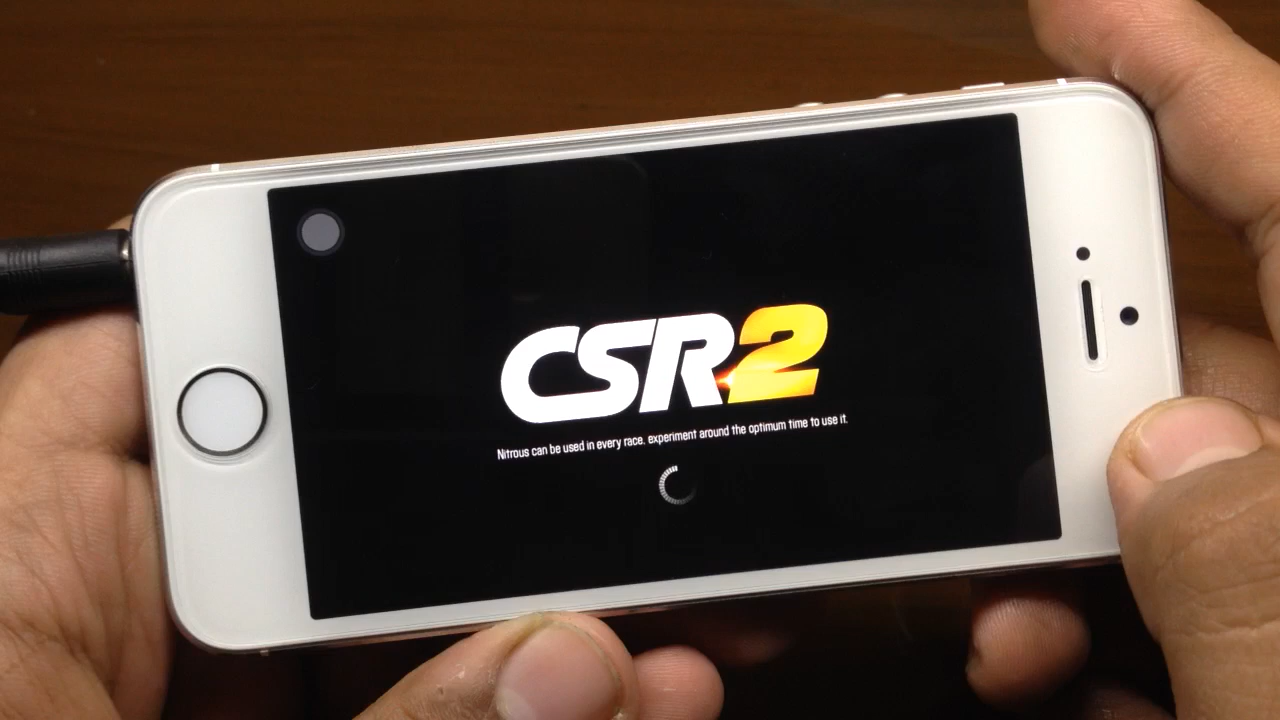 CSR2
Nitrous can be used in every race, experiment around the optimum time to use it.